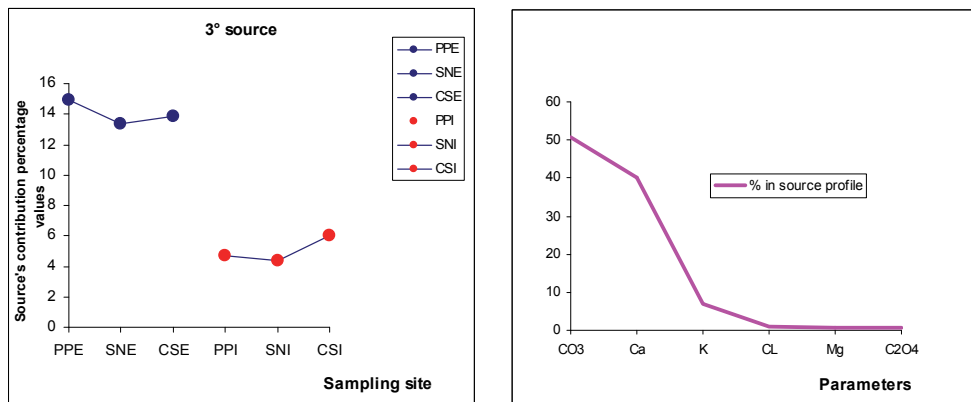 3° source
PPE
SNE
CSE
PPI
SNI
CSI
Source's contribution percentage
values
16
14
12
10
8
6
4
2
0
PPE SNE CSE PPI SNI CSI
Sampling site
60
50
40
30
20
10
0
% in source profile
CO3 Ca K CL Mg C2O4
Parameters